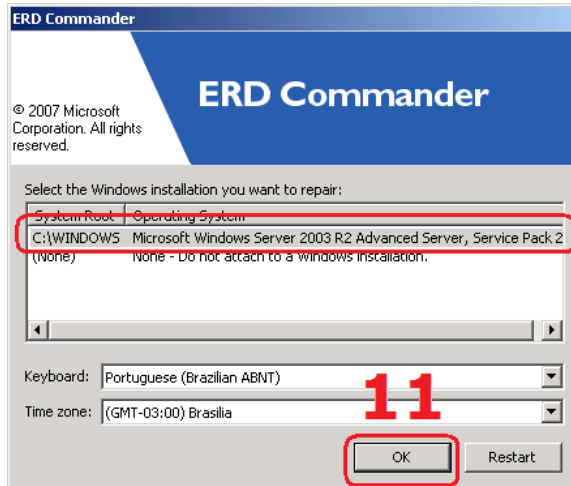 ERD Commander
© 2007 Microsoft
Corporation. All rights
reserved.
ERD Commander
Select the Windows installation you want to repair:
System Root Operating System
C:\WINDOWS Microsoft Windows Server 2003 R2 Advanced Server, Service Pack 2
(None) None - Do not attach to a Windows installation.
Keyboard: Portuguese (Brazilian ABNT)
Time zone: (GMT-03:00) Brasilia
11
OK Restart